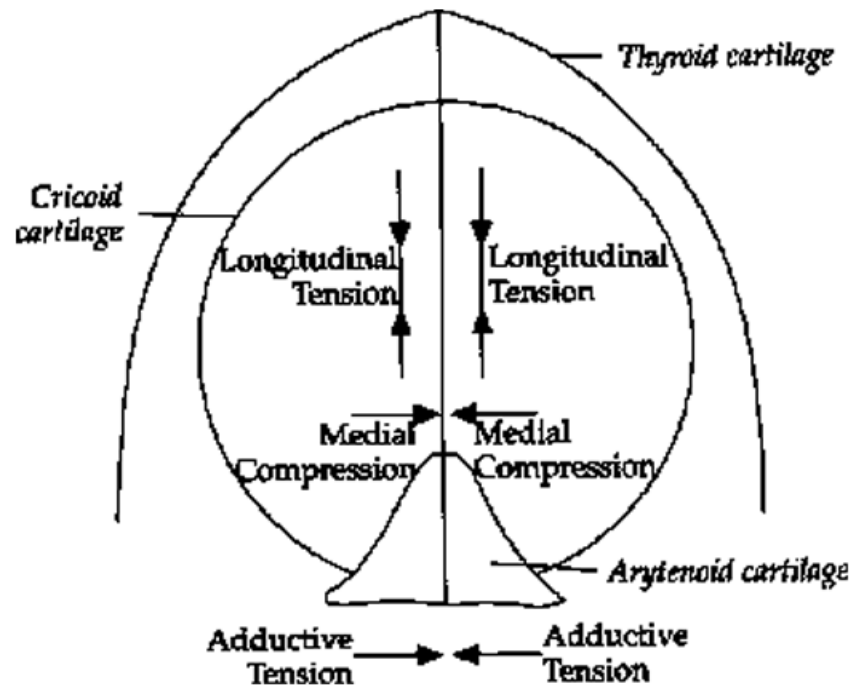 Thyroid cartilage
Cricoid
cartilage
Longitudinal
Tension
Longitudinal
Tension
Medial
Compression
Medial
Compression
Arytenoid cartilage
Adductive
Tension
Adductive
Tension